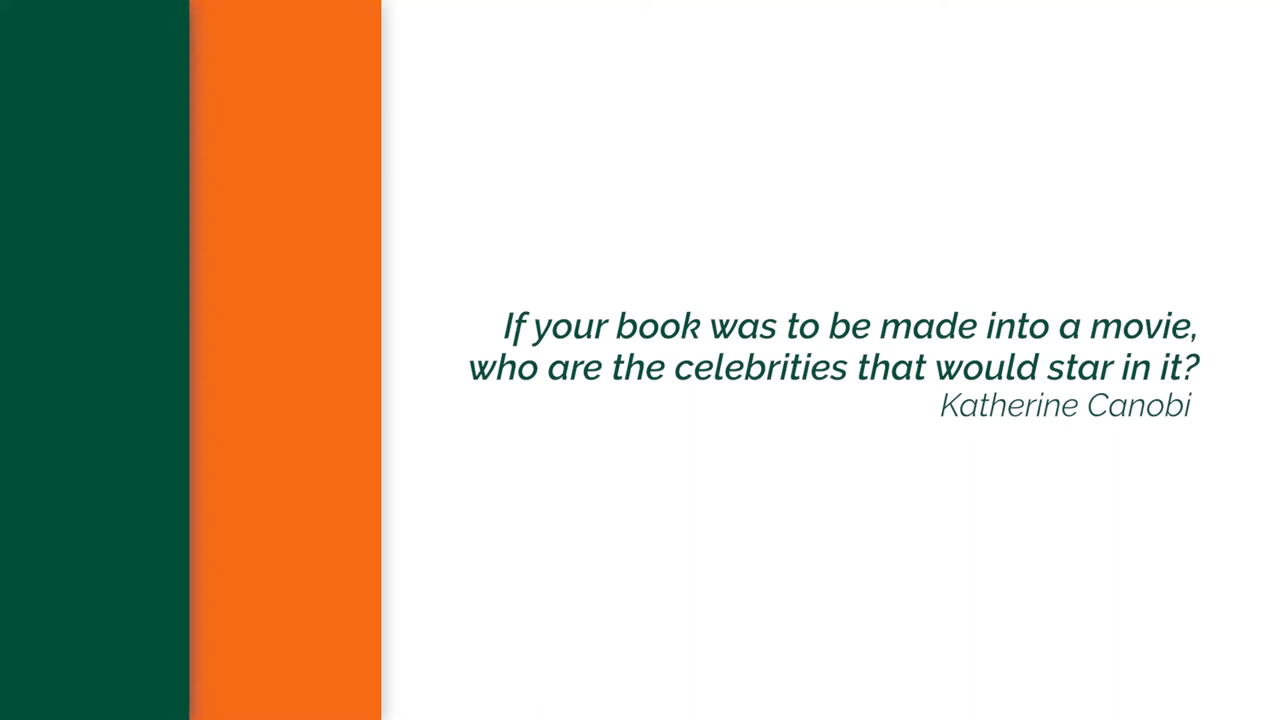 If your book was to be made into a movie,
who are the celebrities that would star in it?
Katherine Canobi